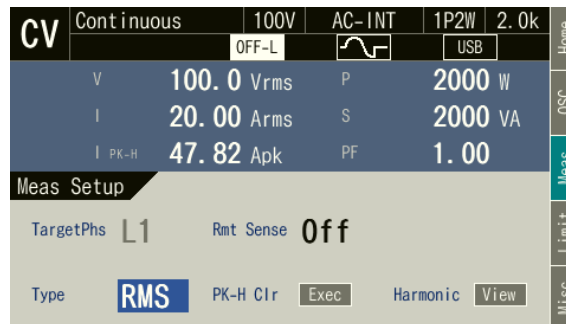 CV Continuous 100V AC-INT 1P2W 2.0k
OFF-L USB
V 100.0 Vrms P 2000 W
I 20.00 Arms S 2000 VA
I PK-H 47.82 Apk PF 1.00
Meas Setup
TargetPhs L1 Rmt Sense Off
Type RMS PK-H Clr Exec Harmonic View
Home
OSC
Meas
Limit
Misc